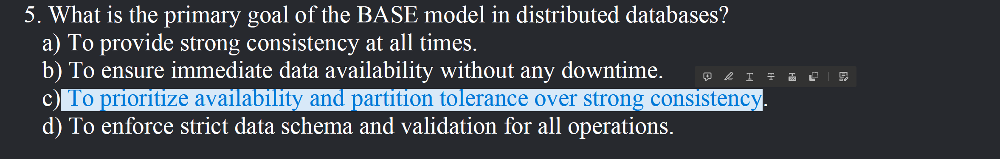 5. What is the primary goal of the BASE model in distributed databases?
a) To provide strong consistency at all times.
b) To ensure immediate data availability without any downtime.
c) To prioritize availability and partition tolerance over strong consistency.
d) To enforce strict data schema and validation for all operations.